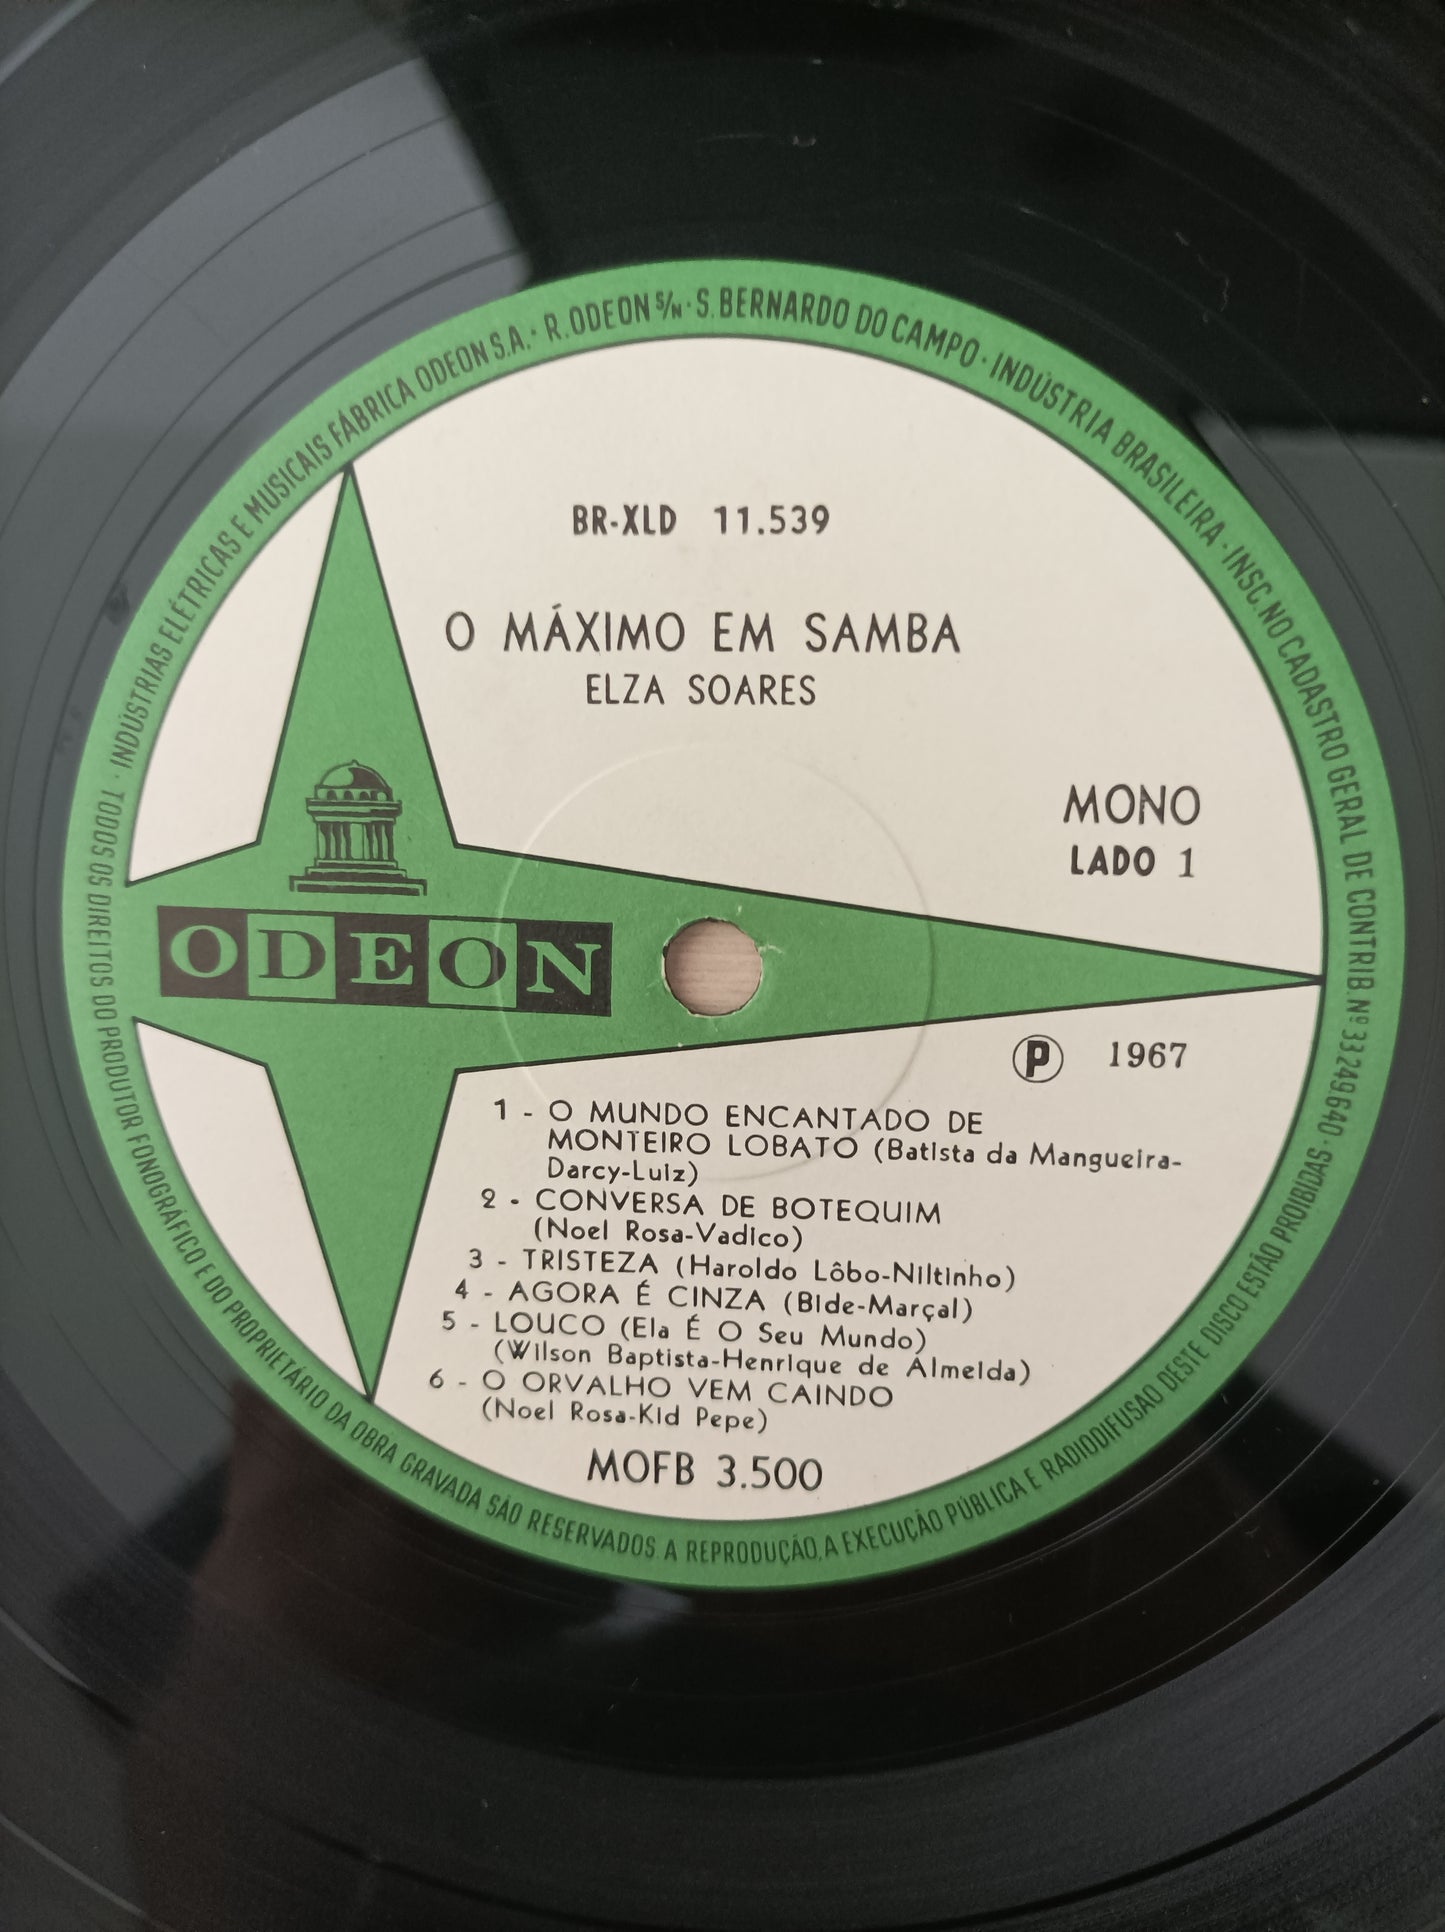 INDÚSTRIAS ELÉTRICAS E MUSICAIS FÁBRICA ODEON S.A. · R. ODEON S/N · S. BERNARDO DO CAMPO · INDÚSTRIA BRASILEIRA · INSC. NO CADASTRO GERAL DE CONTRIB. Nº 33249.640 ·
TODOS OS DIREITOS DO PRODUTOR FONOGRÁFICO E DO PROPRIETÁRIO DA OBRA GRAVADA SÃO RESERVADOS. A REPRODUÇÃO, A EXECUÇÃO PÚBLICA E RADIODIFUSAO DESTE DISCO ESTÃO PROIBIDAS ·
BR-XLD 11.539
O MÁXIMO EM SAMBA
ELZA SOARES
MONO
LADO 1
ODEON
Ⓟ 1967
1 - O MUNDO ENCANTADO DE
MONTEIRO LOBATO (Batista da Mangueira-
Darcy-Luiz)
2 - CONVERSA DE BOTEQUIM
(Noel Rosa-Vadico)
3 - TRISTEZA (Haroldo Lôbo-Niltinho)
4 - AGORA É CINZA (Bide-Marçal)
5 - LOUCO (Ela É O Seu Mundo)
(Wilson Baptista-Henrique de Almeida)
6 - O ORVALHO VEM CAINDO
(Noel Rosa-Kid Pepe)
MOFB 3.500